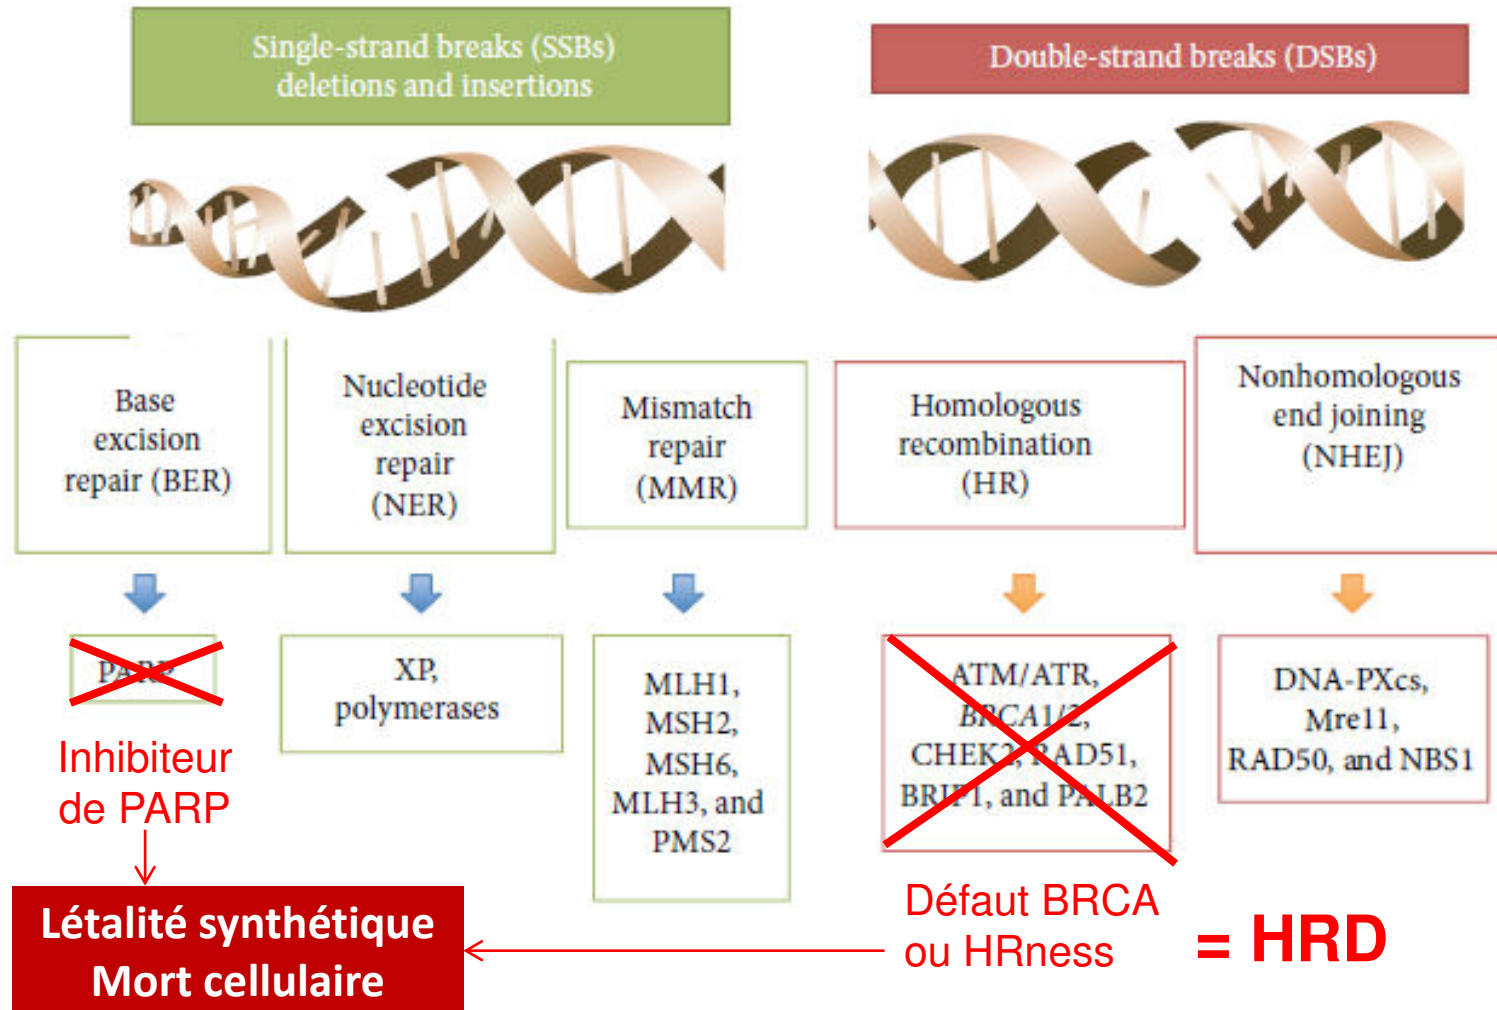 Single-strand breaks (SSBs)
deletions and insertions
Double-strand breaks (DSBs)
Base
excision
repair (BER)
Nucleotide
excision
repair
(NER)
Mismatch
repair
(MMR)
Homologous
recombination
(HR)
Nonhomologous
end joining
(NHEJ)
PARP
XP,
polymerases
MLH1,
MSH2,
MSH6,
MLH3, and
PMS2
ATM/ATR,
BRCA1/2,
CHEK2, RAD51,
BRIP1, and PALB2
DNA-PXcs,
Mre11,
RAD50, and NBS1
Inhibiteur
de PARP
Létalité synthétique
Mort cellulaire
Défaut BRCA
ou HRness
= HRD